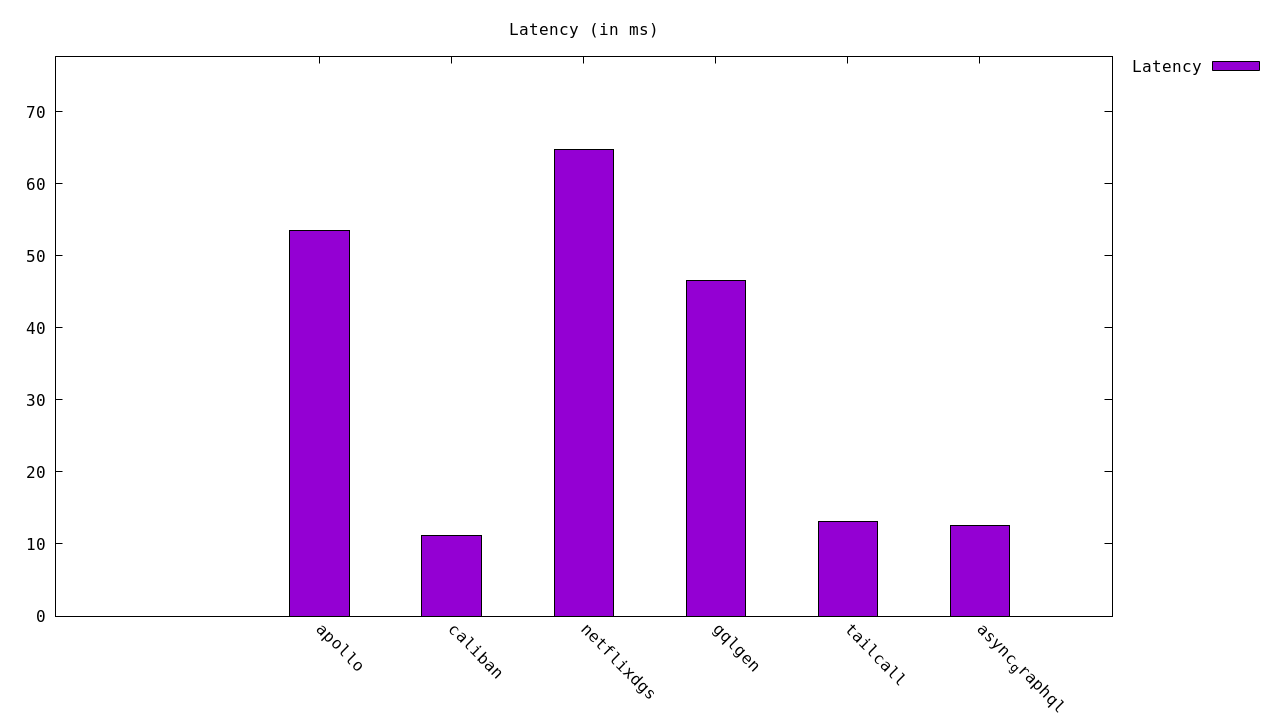 Latency (in ms)
Latency
70
60
50
40
30
20
10
0
apollo
caliban
netflixdgs
gqlgen
tailcall
asyncgraphql